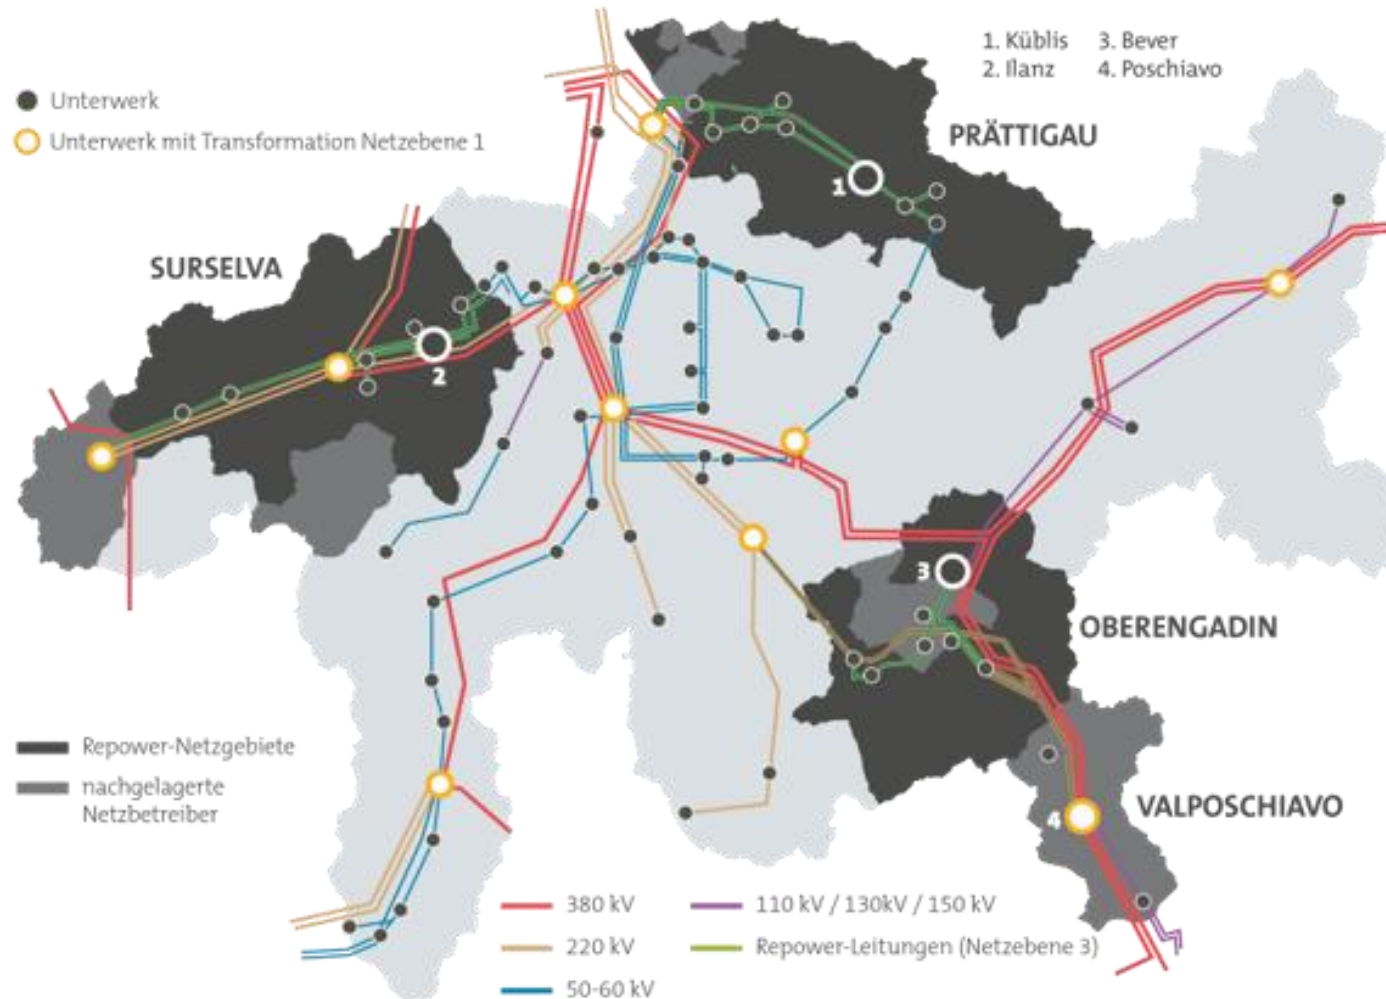 1. Küblis 3. Bever
2. Ilanz 4. Poschiavo
Unterwerk
Unterwerk mit Transformation Netzebene 1
PRÄTTIGAU
1
SURSELVA
2
3
OBERENGADIN
Repower-Netzgebiete
nachgelagerte
Netzbetreiber
VALPOSCHIAVO
4
380 kV
110 kV / 130kV / 150 kV
220 kV
Repower-Leitungen (Netzebene 3)
50-60 kV